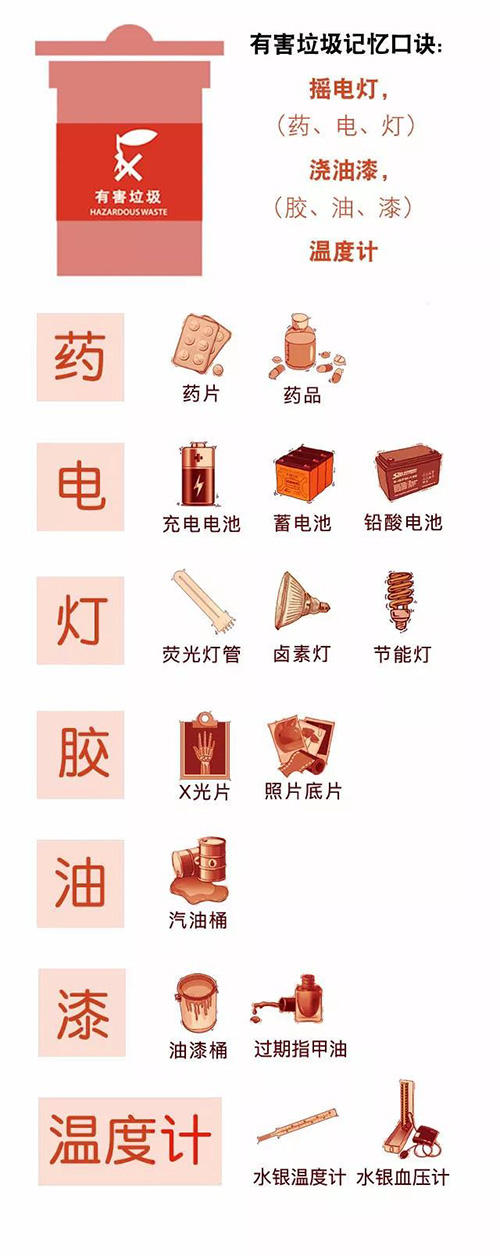 有害垃圾记忆口诀:
摇电灯,
（药、电、灯）
浇油漆,
（胶、油、漆）
温度计
有害垃圾
HAZARDOUS WASTE
药
药片
药品
电
充电电池
蓄电池
铅酸电池
灯
荧光灯管
卤素灯
节能灯
胶
X光片
照片底片
油
汽油桶
漆
油漆桶
过期指甲油
温度计
水银温度计
水银血压计